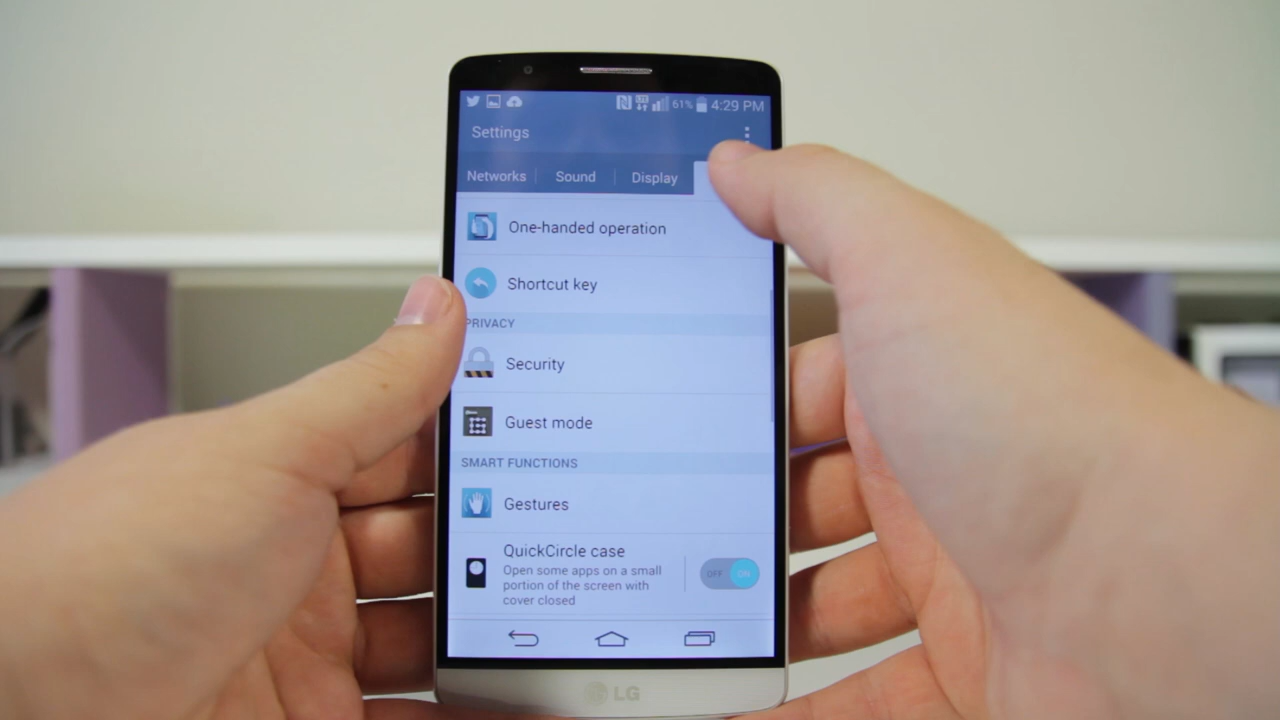 61% 4:29 PM
Settings
Networks Sound Display
One-handed operation
Shortcut key
PRIVACY
Security
Guest mode
SMART FUNCTIONS
Gestures
QuickCircle case
Open some apps on a small
portion of the screen with
cover closed
OFF ON
LG